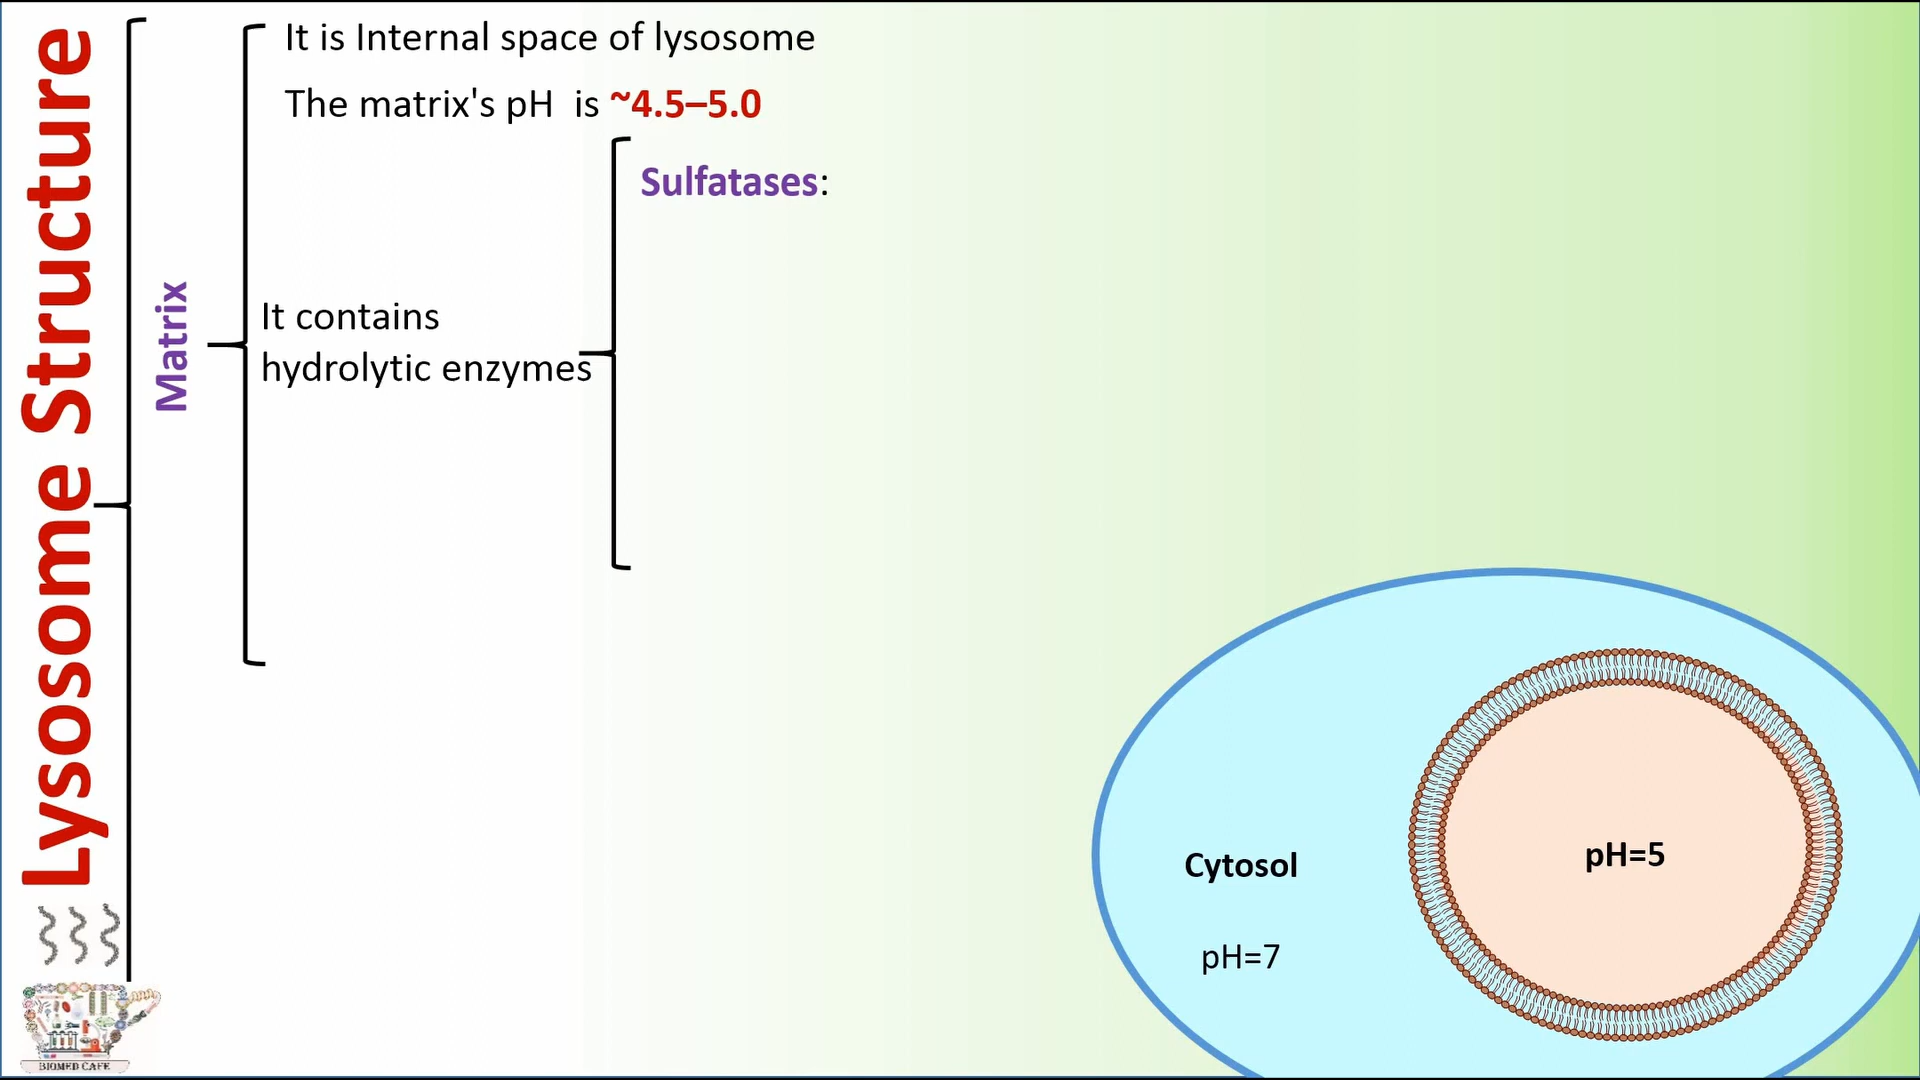 Lysosome Structure
Matrix
It is Internal space of lysosome
The matrix's pH  is ~4.5–5.0
It contains
hydrolytic enzymes
Sulfatases:
Cytosol
pH=7
pH=5
BIOMED CAFE